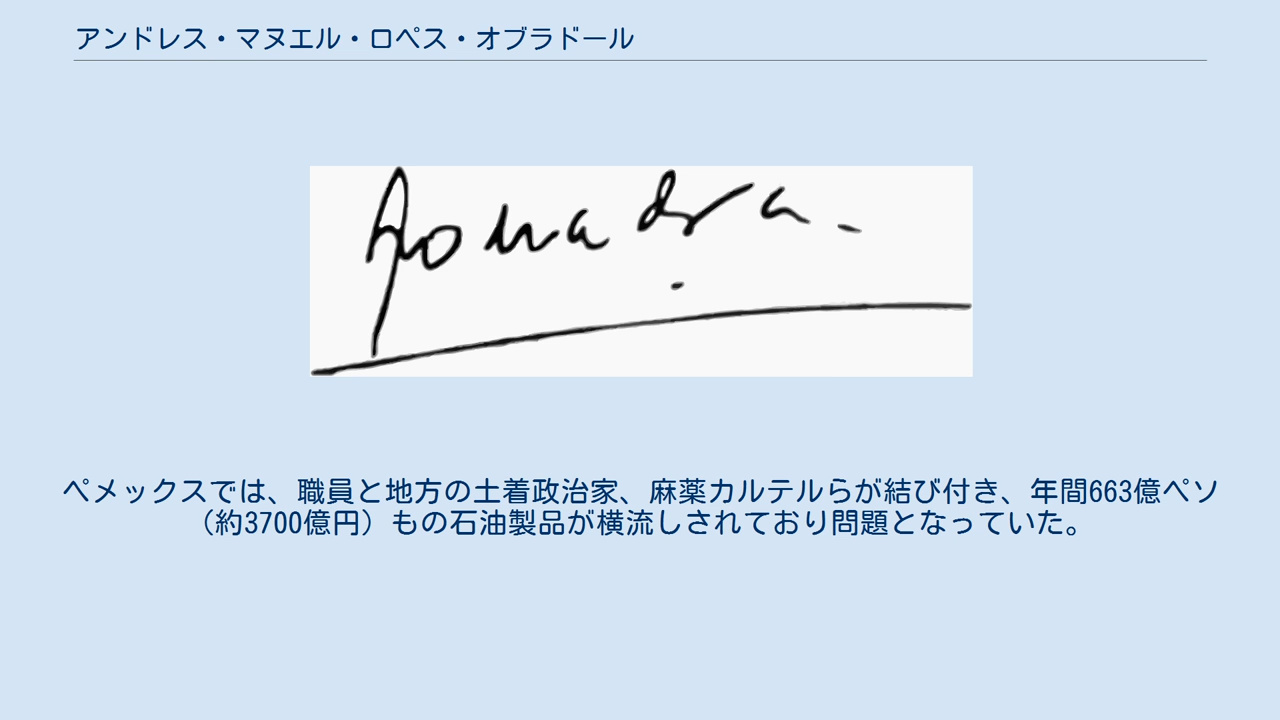 アンドレス・マヌエル・ロペス・オブラドール
ペメックスでは、職員と地方の土着政治家、麻薬カルテルらが結び付き、年間663億ペソ
（約3700億円）もの石油製品が横流しされており問題となっていた。